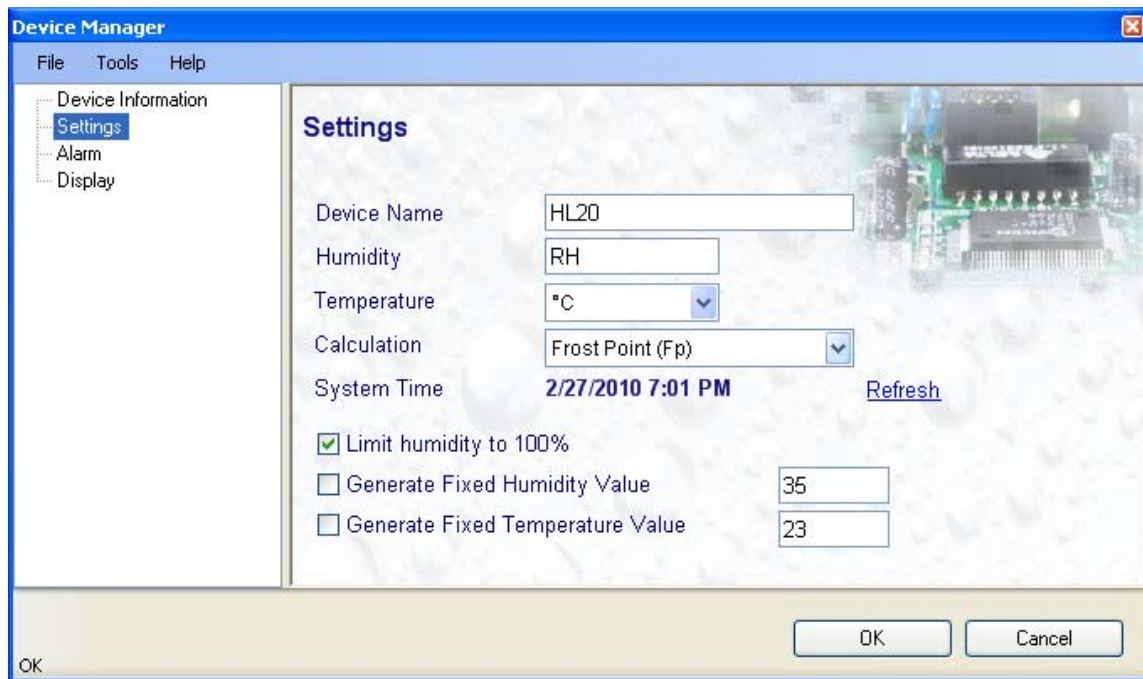 Device Manager
File Tools Help
Device Information
Settings
Alarm
Display
Settings
Device Name HL20
Humidity RH
Temperature °C
Calculation Frost Point (Fp)
System Time 2/27/2010 7:01 PM Refresh
Limit humidity to 100%
Generate Fixed Humidity Value 35
Generate Fixed Temperature Value 23
OK Cancel
OK